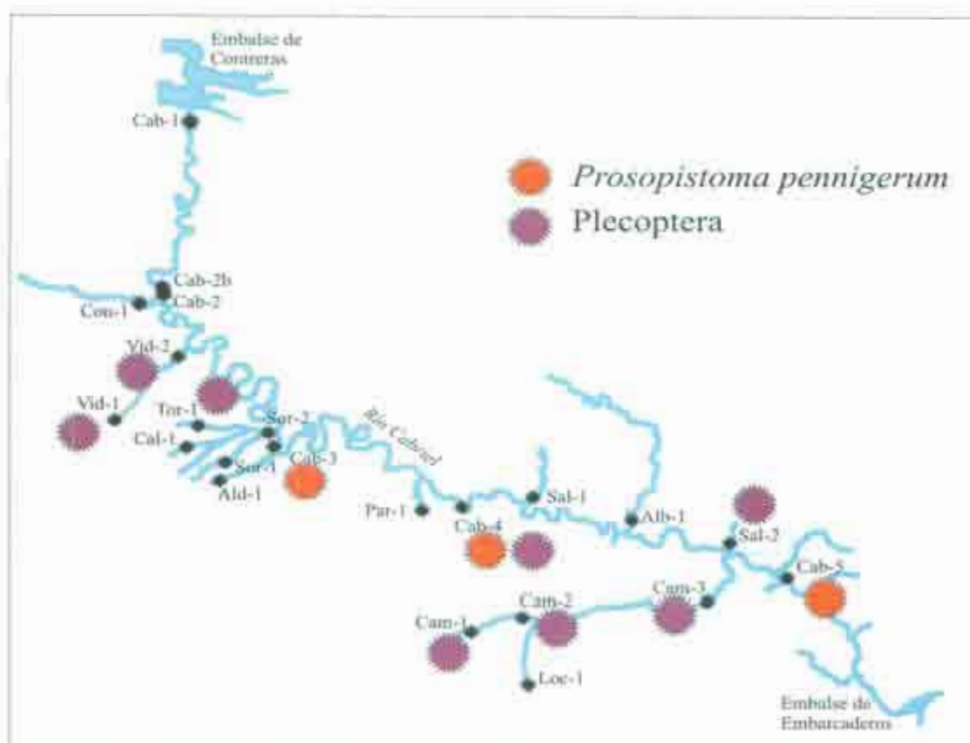 Embalse de
Contreras
Cab-1
Prosopistoma pennigerum
Plecoptera
Cab-2b
Cab-2
Con-1
Vid-2
Vid-1
Tor-1
Sor-2
Río Cabriel
Cal-1
Cab-3
Sor-1
Ald-1
Sal-1
Par-1
Cab-4
Alb-1
Sal-2
Cab-5
Cam-3
Cam-2
Cam-1
Loc-1
Embalse de
Embarcaderos